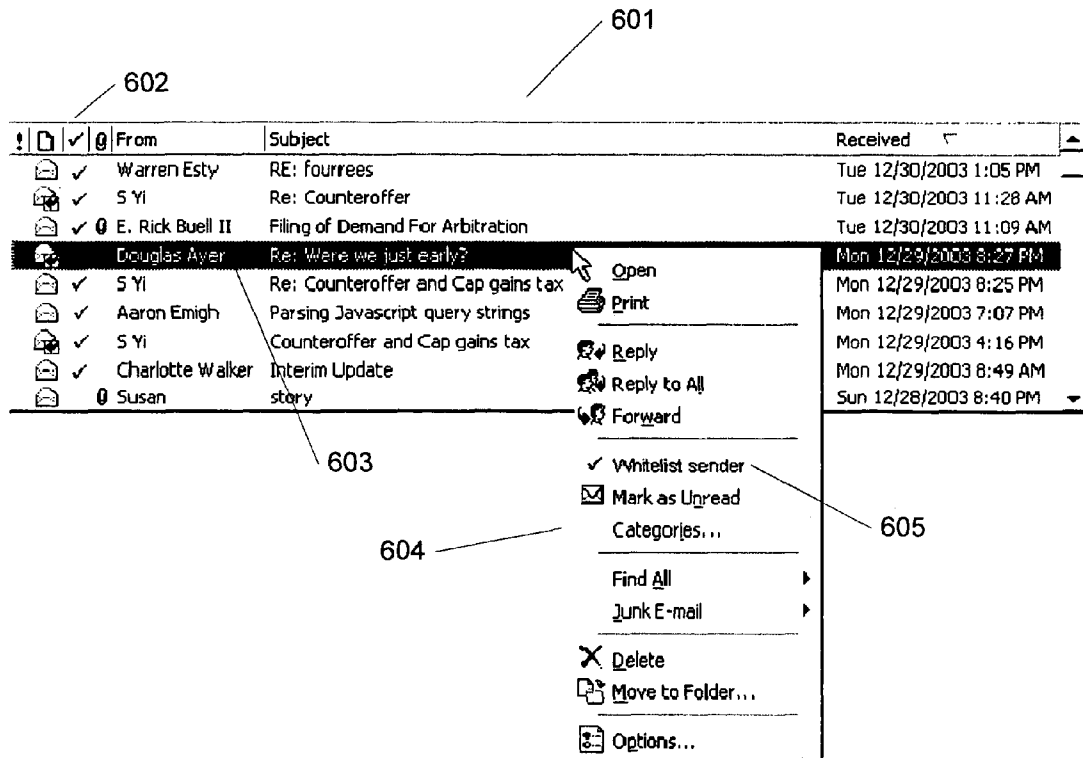 601
602
! From Subject Received
Warren Esty RE: fourrees Tue 12/30/2003 1:05 PM
S Yi Re: Counteroffer Tue 12/30/2003 11:28 AM
E. Rick Buell II Filing of Demand For Arbitration Tue 12/30/2003 11:09 AM
Douglas Ayer Re: Were we just early? Mon 12/29/2003 8:27 PM
S Yi Re: Counteroffer and Cap gains tax Mon 12/29/2003 8:25 PM
Aaron Emigh Parsing Javascript query strings Mon 12/29/2003 7:07 PM
S Yi Counteroffer and Cap gains tax Mon 12/29/2003 4:16 PM
Charlotte Walker Interim Update Mon 12/29/2003 8:49 AM
Susan story Sun 12/28/2003 8:40 PM
Open
Print
Reply
Reply to All
Forward
603
Whitelist sender
605
Mark as Unread
604
Categories...
Find All
Junk E-mail
Delete
Move to Folder...
Options...